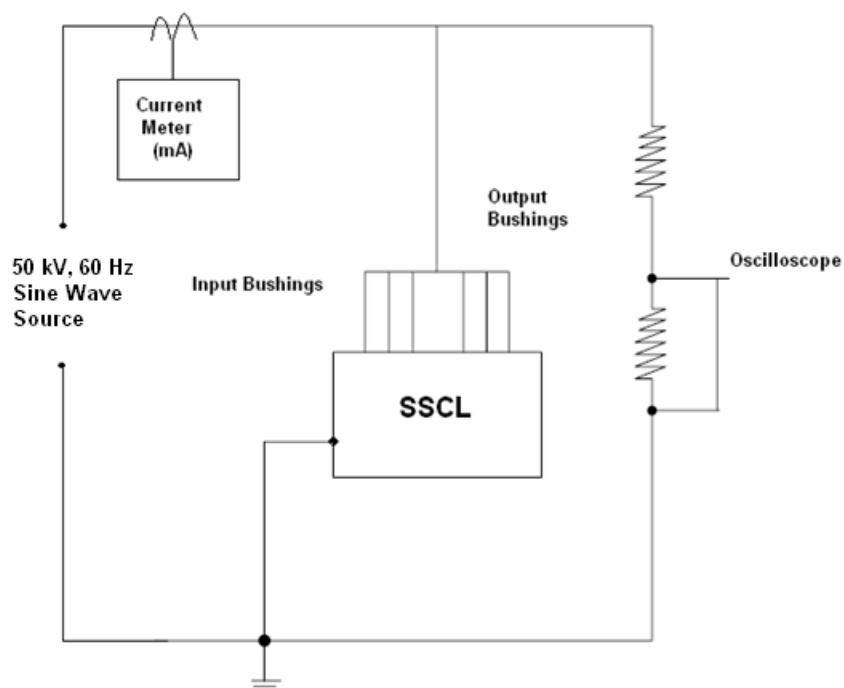 Current
Meter
(mA)
Output
Bushings
Oscilloscope
50 kV, 60 Hz
Sine Wave
Source
Input Bushings
SSCL